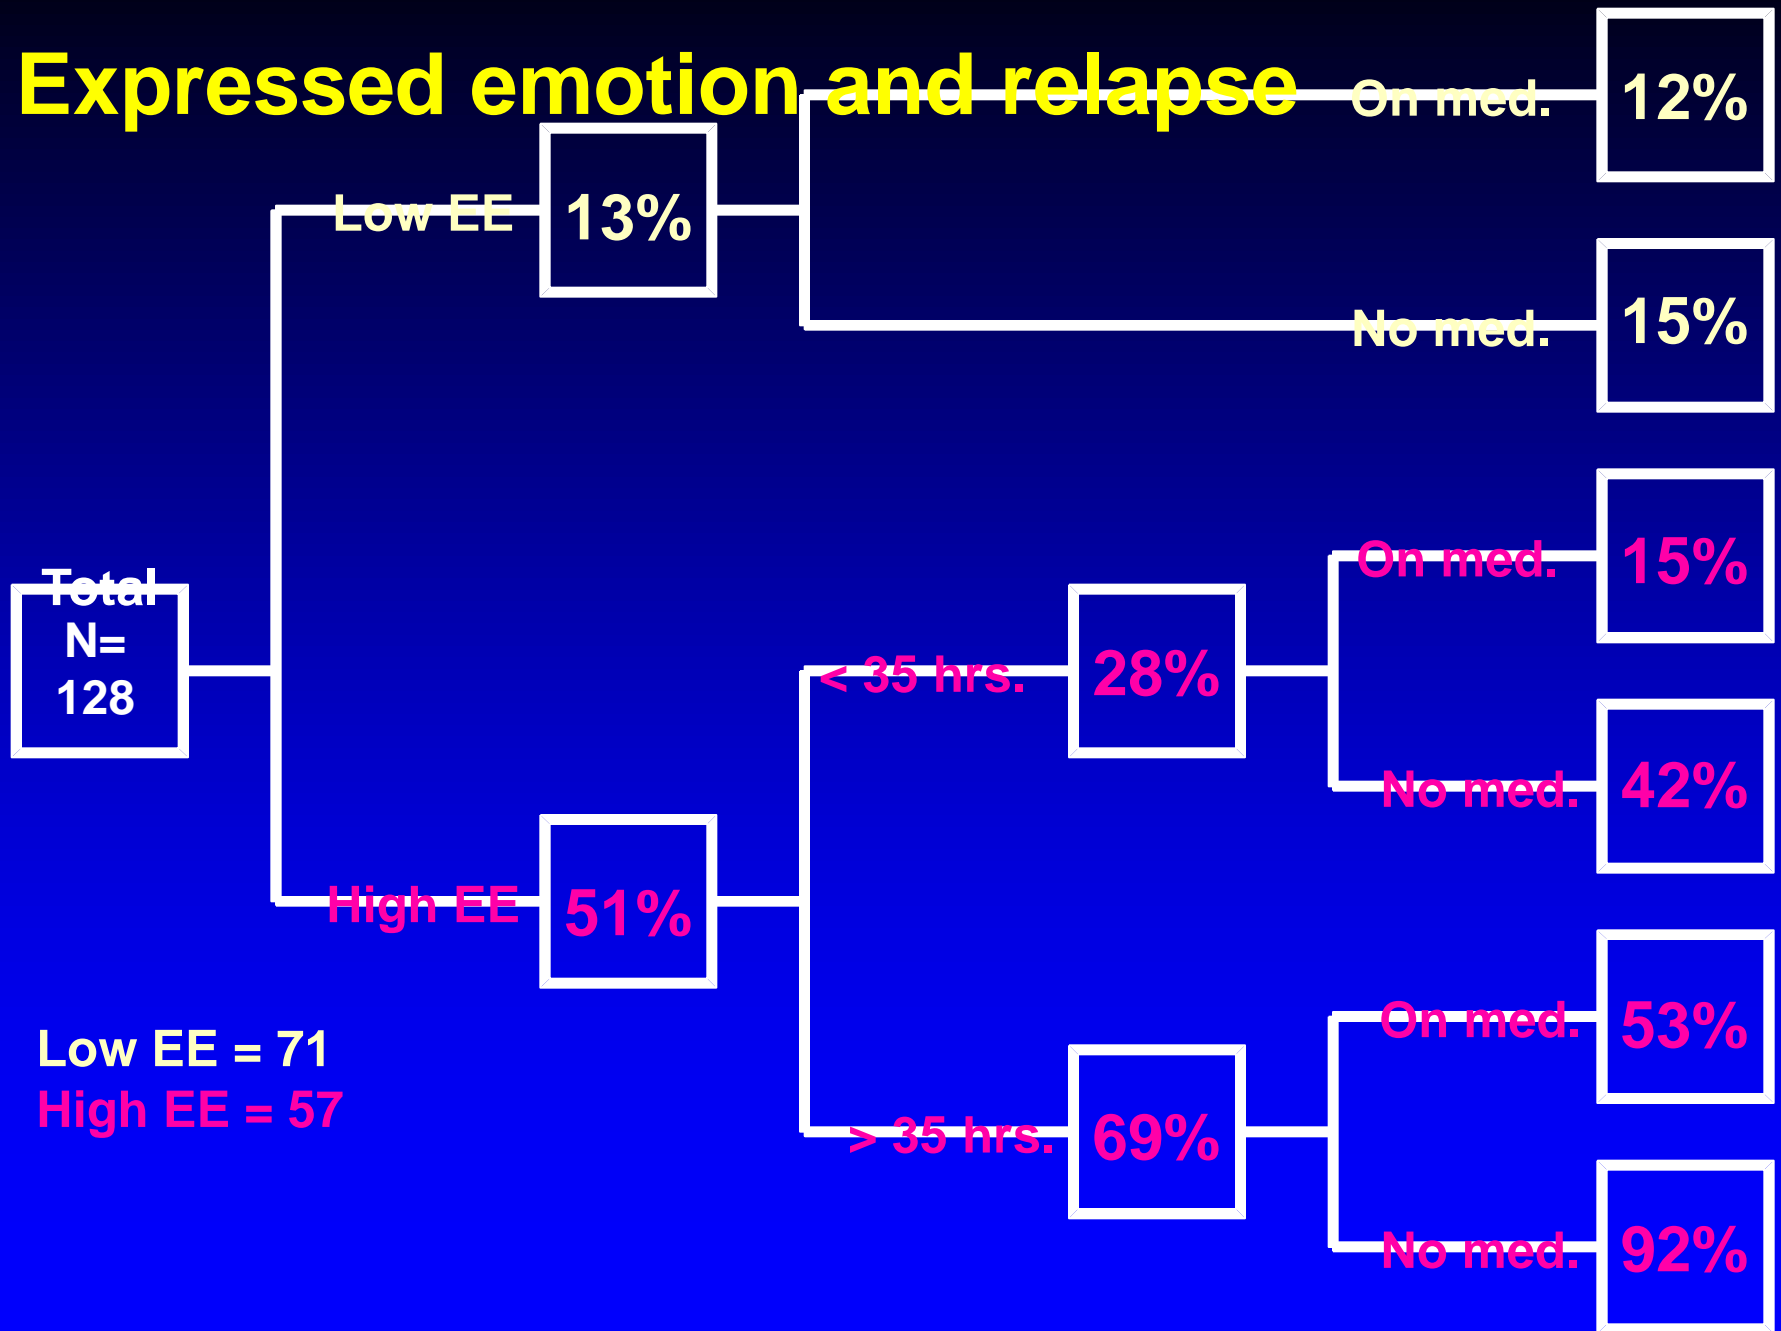 Expressed emotion and relapse
On med.
12%
Low EE
13%
No med.
15%
On med.
15%
Total
N=
128
< 35 hrs.
28%
No med.
42%
High EE
51%
On med.
53%
Low EE = 71
High EE = 57
> 35 hrs.
69%
No med.
92%